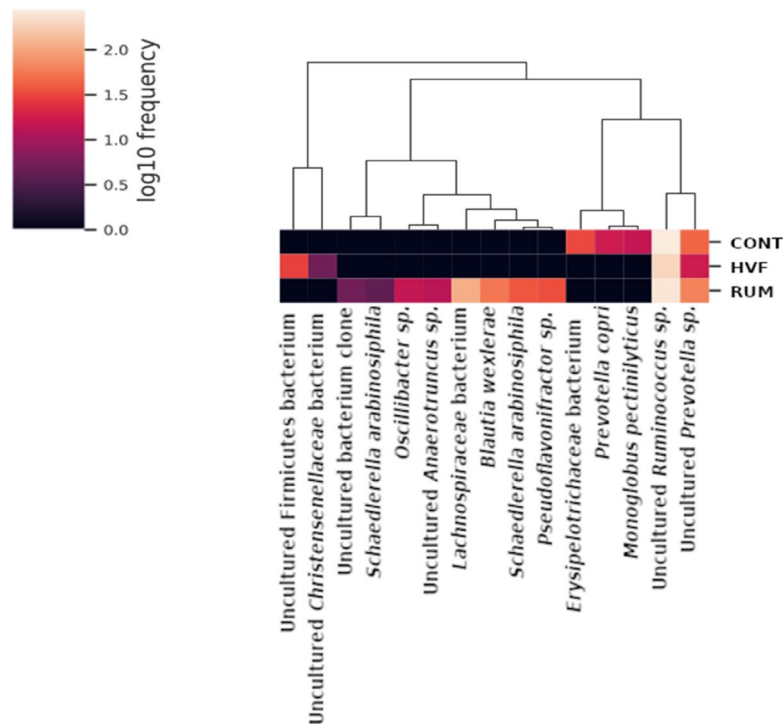 2.0
1.5
1.0
0.5
0.0
log10 frequency
CONT
HVF
RUM
Uncultured Firmicutes bacterium
Uncultured Christensenellaceae bacterium
Uncultured bacterium clone
Schaedlerella arabinosiphila
Oscillibacter sp.
Uncultured Anaerotruncus sp.
Lachnospiraceae bacterium
Blautia wexlerae
Schaedlerella arabinosiphila
Pseudoflavonifractor sp.
Erysipelotrichaceae bacterium
Prevotella copri
Monoglobus pectinilyticus
Uncultured Ruminococcus sp.
Uncultured Prevotella sp.